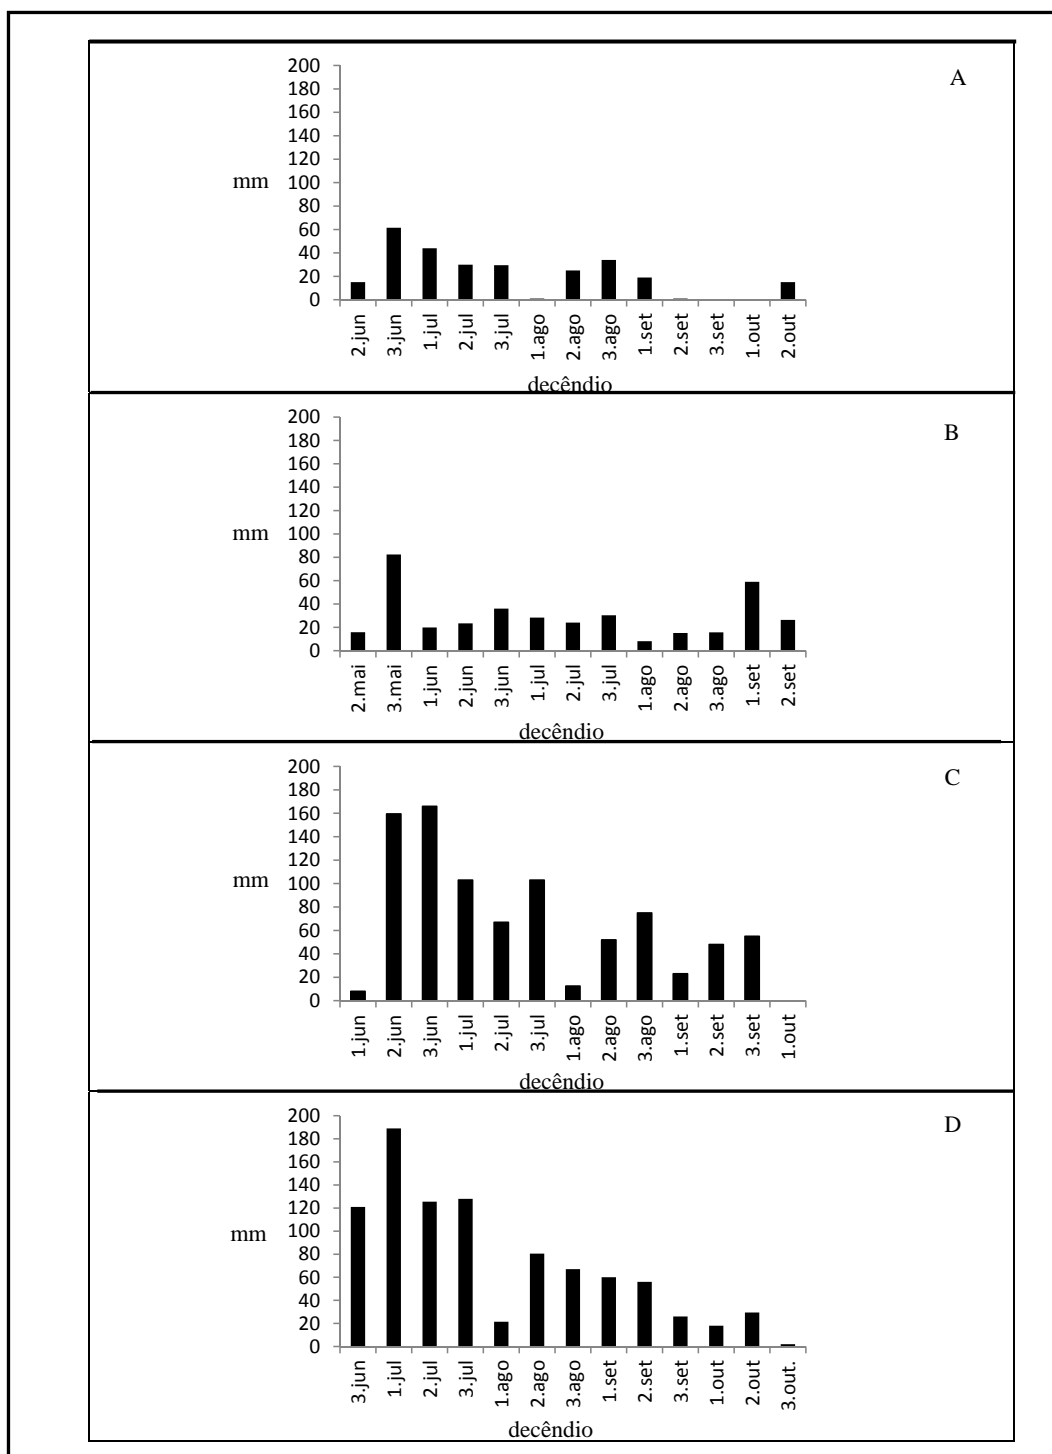 A
200
180
160
140
120
100
80
60
40
20
0
mm
2.jun 3.jun 1.jul 2.jul 3.jul 1.ago 2.ago 3.ago 1.set 2.set 3.set 1.out 2.out
decêndio
B
200
180
160
140
120
100
80
60
40
20
0
mm
2.mai 3.mai 1.jun 2.jun 3.jun 1.jul 2.jul 3.jul 1.ago 2.ago 3.ago 1.set 2.set
decêndio
C
200
180
160
140
120
100
80
60
40
20
0
mm
1.jun 2.jun 3.jun 1.jul 2.jul 3.jul 1.ago 2.ago 3.ago 1.set 2.set 3.set 1.out
decêndio
D
200
180
160
140
120
100
80
60
40
20
0
mm
3.jun 1.jul 2.jul 3.jul 1.ago 2.ago 3.ago 1.set 2.set 3.set 1.out 2.out 3.out.
decêndio